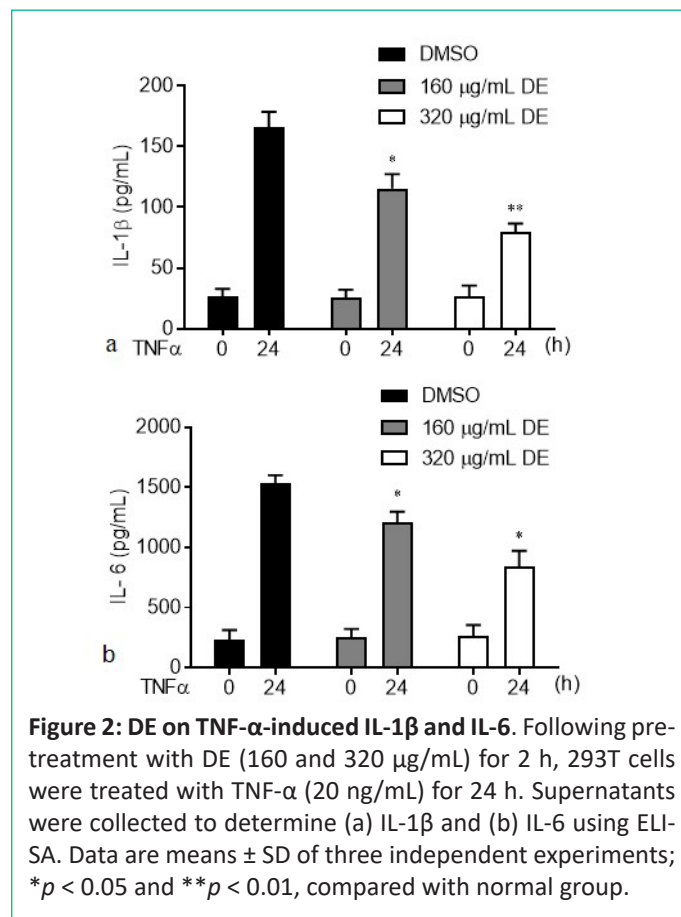 DMSO
160 μg/mL DE
320 μg/mL DE
200
150
100
50
0
IL-1β (pg/mL)
*
**
a
TNFα 0 24 0 24 0 24 (h)
DMSO
160 μg/mL DE
320 μg/mL DE
2000
1500
1000
500
0
IL- 6 (pg/mL)
*
*
b
TNFα 0 24 0 24 0 24 (h)
Figure 2: DE on TNF-α-induced IL-1β and IL-6. Following pre-
treatment with DE (160 and 320 μg/mL) for 2 h, 293T cells
were treated with TNF-α (20 ng/mL) for 24 h. Supernatants
were collected to determine (a) IL-1β and (b) IL-6 using ELI-
SA. Data are means ± SD of three independent experiments;
*p < 0.05 and **p < 0.01, compared with normal group.